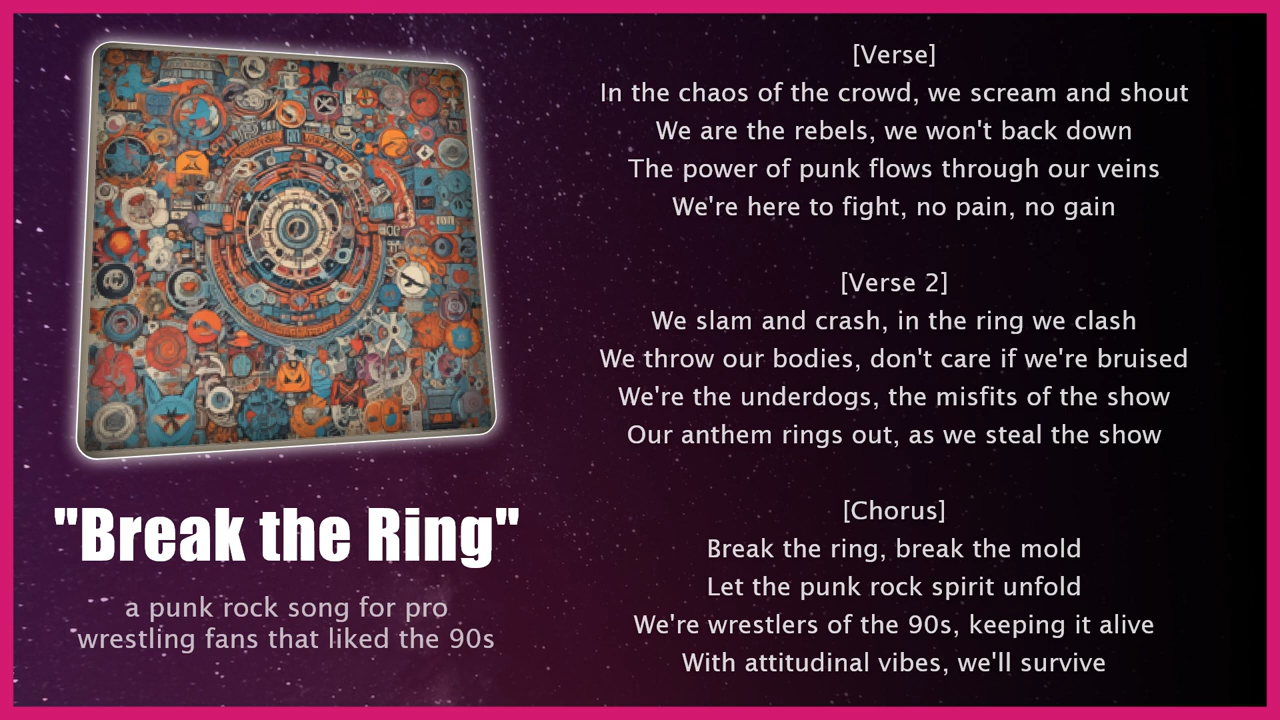 [Verse]
In the chaos of the crowd, we scream and shout
We are the rebels, we won't back down
The power of punk flows through our veins
We're here to fight, no pain, no gain
[Verse 2]
We slam and crash, in the ring we clash
We throw our bodies, don't care if we're bruised
We're the underdogs, the misfits of the show
Our anthem rings out, as we steal the show
[Chorus]
Break the ring, break the mold
Let the punk rock spirit unfold
We're wrestlers of the 90s, keeping it alive
With attitudinal vibes, we'll survive
"Break the Ring"
a punk rock song for pro
wrestling fans that liked the 90s